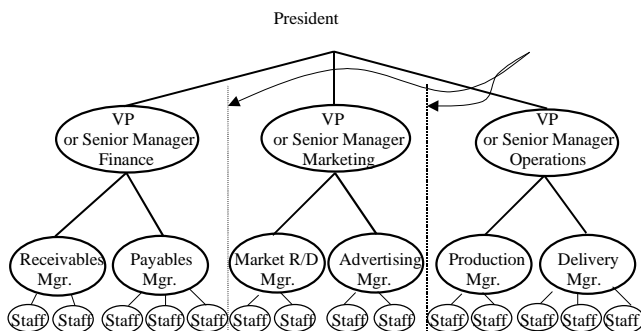 President
VP
or Senior Manager
Finance
VP
or Senior Manager
Marketing
VP
or Senior Manager
Operations
Receivables
Mgr.
Payables
Mgr.
Market R/D
Mgr.
Advertising
Mgr.
Production
Mgr.
Delivery
Mgr.
Staff Staff Staff Staff Staff Staff Staff Staff Staff Staff Staff Staff Staff Staff